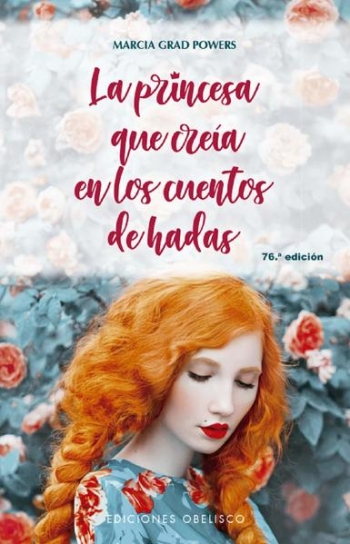 MARCIA GRAD POWERS
La princesa
que creía
en los cuentos
de hadas
76.ª edición
EDICIONES OBELISCO